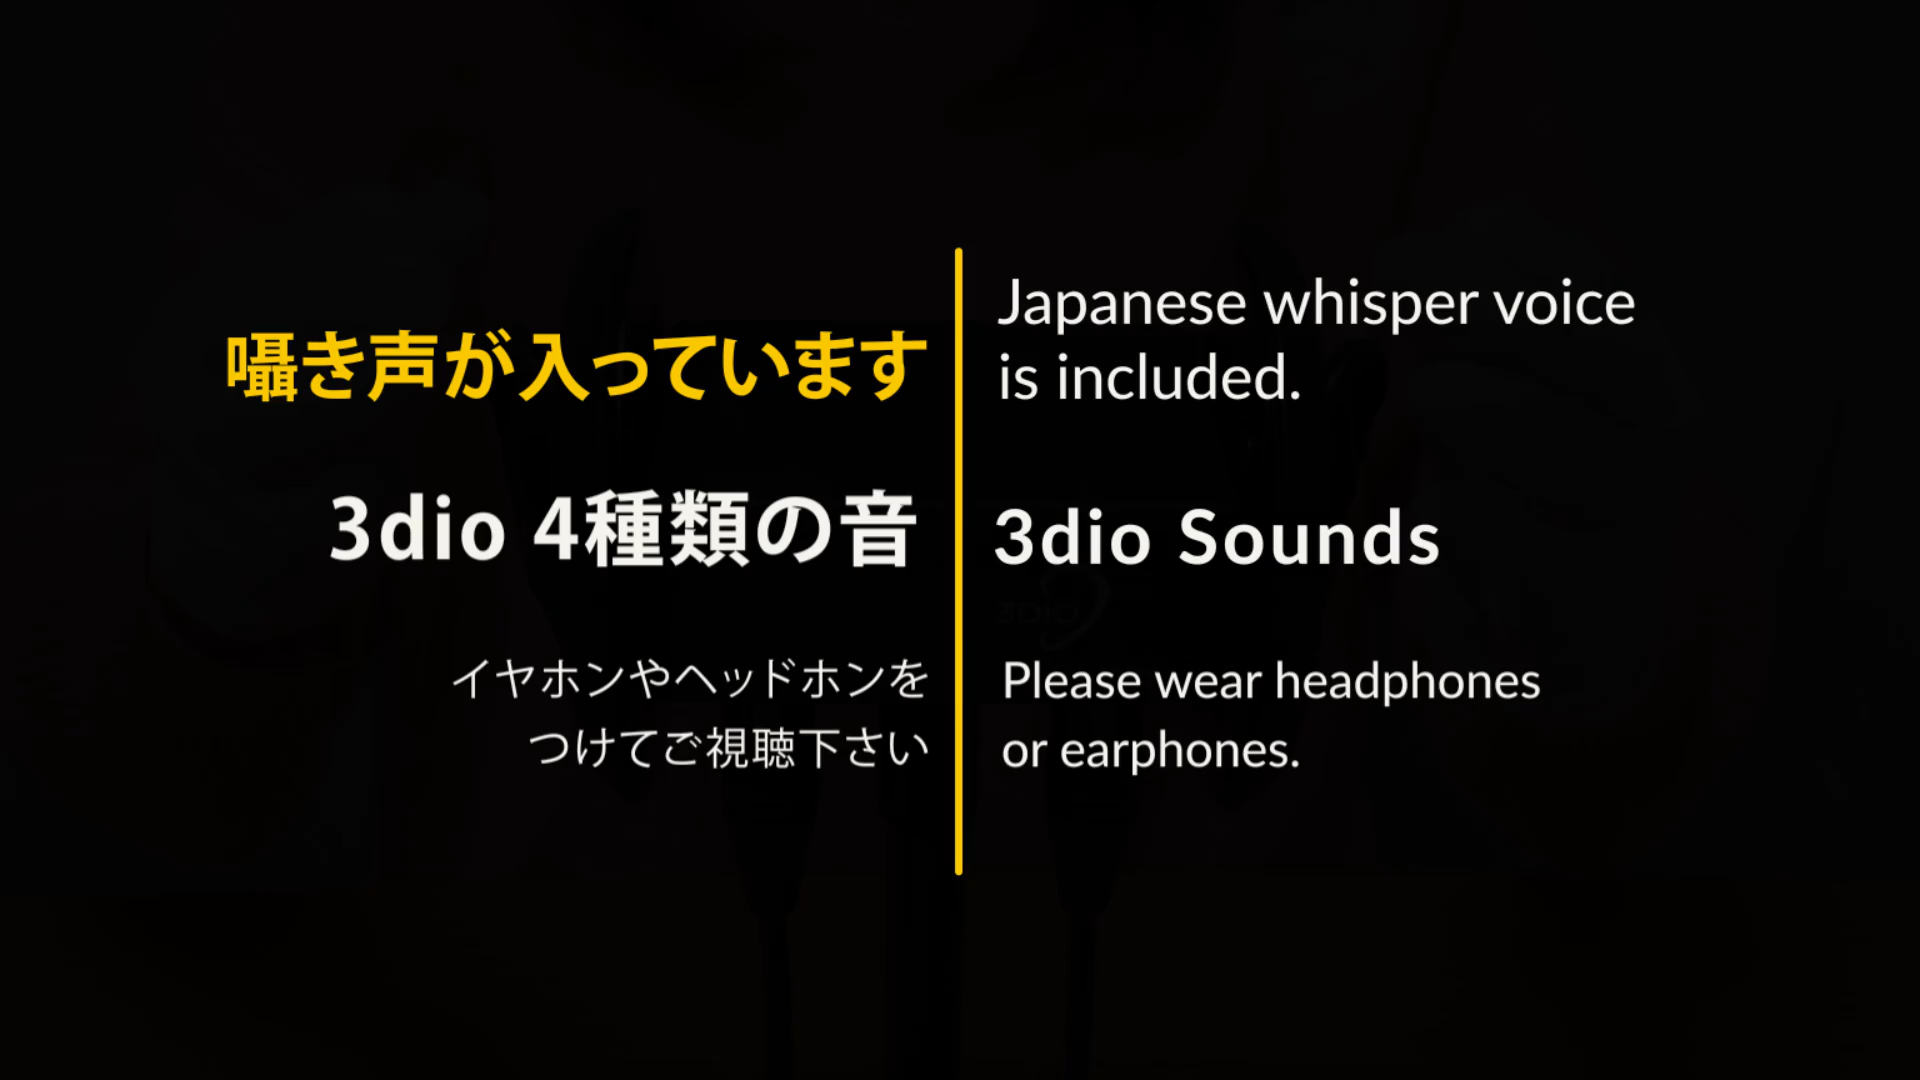 囁き声が入っています
3dio 4種類の音
イヤホンやヘッドホンを
つけてご視聴下さい
Japanese whisper voice
is included.
3dio Sounds
3DIO
Please wear headphones
or earphones.